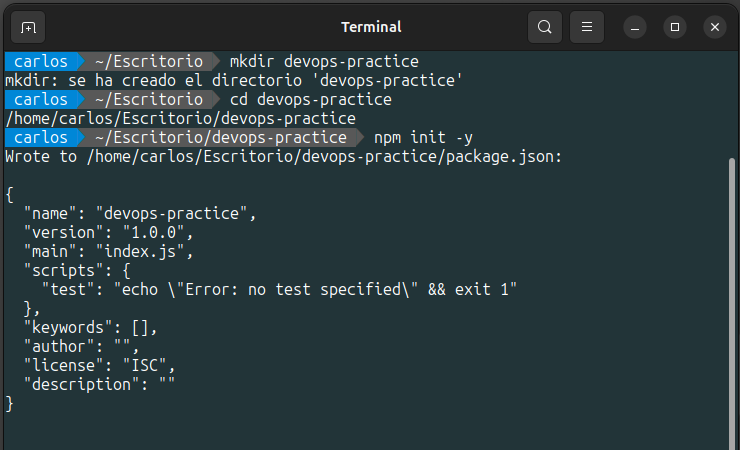 Terminal
carlos ~/Escritorio mkdir devops-practice
mkdir: se ha creado el directorio 'devops-practice'
carlos ~/Escritorio cd devops-practice
/home/carlos/Escritorio/devops-practice
carlos ~/Escritorio/devops-practice npm init -y
Wrote to /home/carlos/Escritorio/devops-practice/package.json:
{
  "name": "devops-practice",
  "version": "1.0.0",
  "main": "index.js",
  "scripts": {
    "test": "echo \"Error: no test specified\" && exit 1"
  },
  "keywords": [],
  "author": "",
  "license": "ISC",
  "description": ""
}